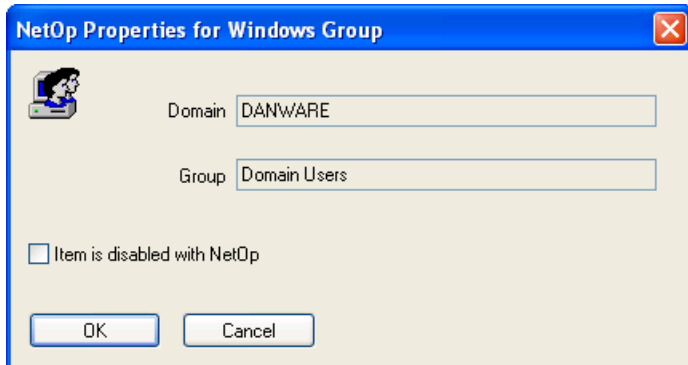 NetOp Properties for Windows Group
Domain DANWARE
Group Domain Users
Item is disabled with NetOp
OK Cancel